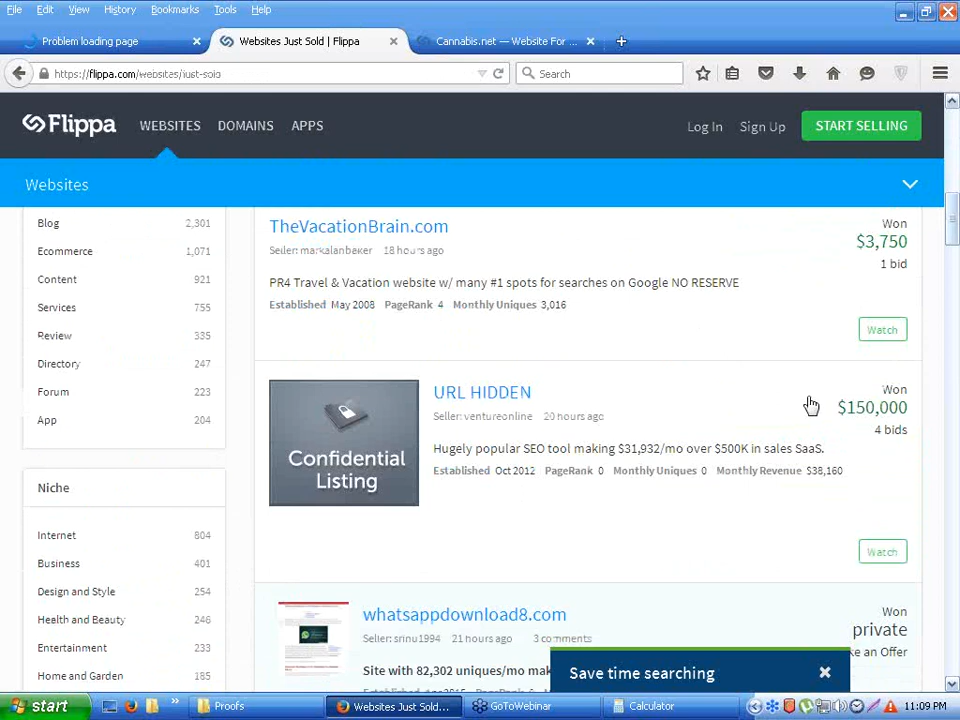 File Edit View History Bookmarks Tools Help
Problem loading page × Websites Just Sold | Flippa × Cannabis.net — Website For ... × +
https://flippa.com/websites/just-sold Search
Flippa WEBSITES DOMAINS APPS Log In Sign Up START SELLING
Websites
Blog 2,301
Ecommerce 1,071
Content 921
Services 755
Review 335
Directory 247
Forum 223
App 204
Niche
Internet 804
Business 401
Design and Style 254
Health and Beauty 246
Entertainment 233
Home and Garden 185
TheVacationBrain.com
Seller: markalanbaker 18 hours ago
PR4 Travel & Vacation website w/ many #1 spots for searches on Google NO RESERVE
Established May 2008 PageRank 4 Monthly Uniques 3,016
Won
$3,750
1 bid
Watch
Confidential
Listing
URL HIDDEN
Seller: ventureonline 20 hours ago
Hugely popular SEO tool making $31,932/mo over $500K in sales SaaS.
Established Oct 2012 PageRank 0 Monthly Uniques 0 Monthly Revenue $38,160
Won
$150,000
4 bids
Watch
whatsappdownload8.com
Seller: srinu1994 21 hours ago 3 comments
Site with 82,302 uniques/mo mak
Won
private
ke an Offer
Save time searching ×
start Proofs Websites Just Sold... GoToWebinar Calculator 11:09 PM